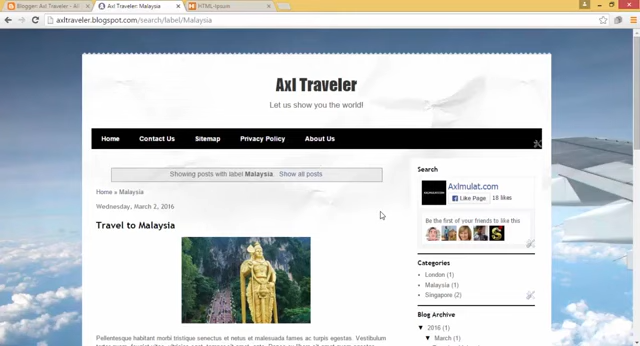 Blogger: Axl Traveler - All
Axl Traveler: Malaysia
HTML-Ipsum
axltraveler.blogspot.com/search/label/Malaysia
Axl Traveler
Let us show you the world!
Home
Contact Us
Sitemap
Privacy Policy
About Us
Showing posts with label Malaysia. Show all posts
Home » Malaysia
Wednesday, March 2, 2016
Travel to Malaysia
Pellentesque habitant morbi tristique senectus et netus et malesuada fames ac turpis egestas. Vestibulum
Search
Axlmulat.com
Like Page
18 likes
Be the first of your friends to like this
Categories
London (1)
Malaysia (1)
Singapore (2)
Blog Archive
▼ 2016 (1)
▼ March (1)